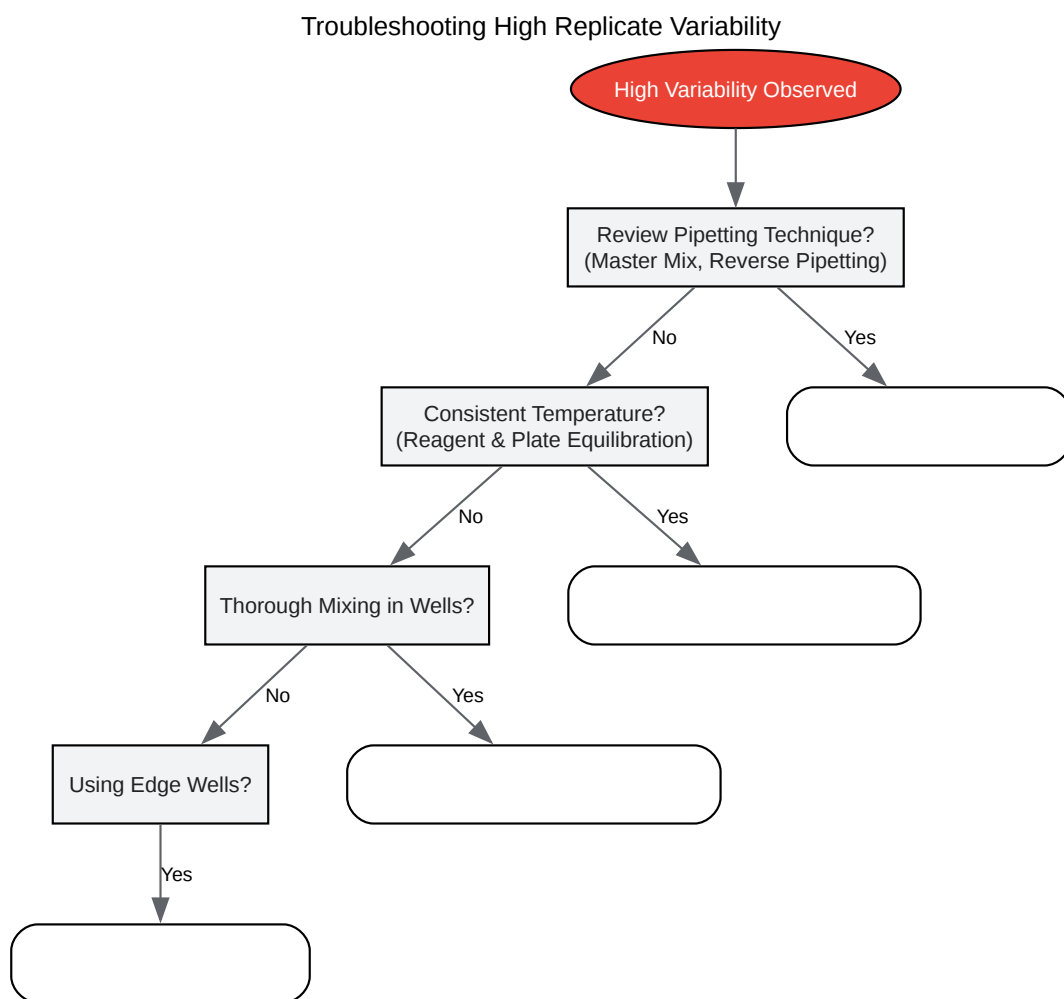 Troubleshooting High Replicate Variability
High Variability Observed
Review Pipetting Technique?
(Master Mix, Reverse Pipetting)
No
Yes
Consistent Temperature?
(Reagent & Plate Equilibration)
No
Yes
Thorough Mixing in Wells?
No
Yes
Using Edge Wells?
Yes